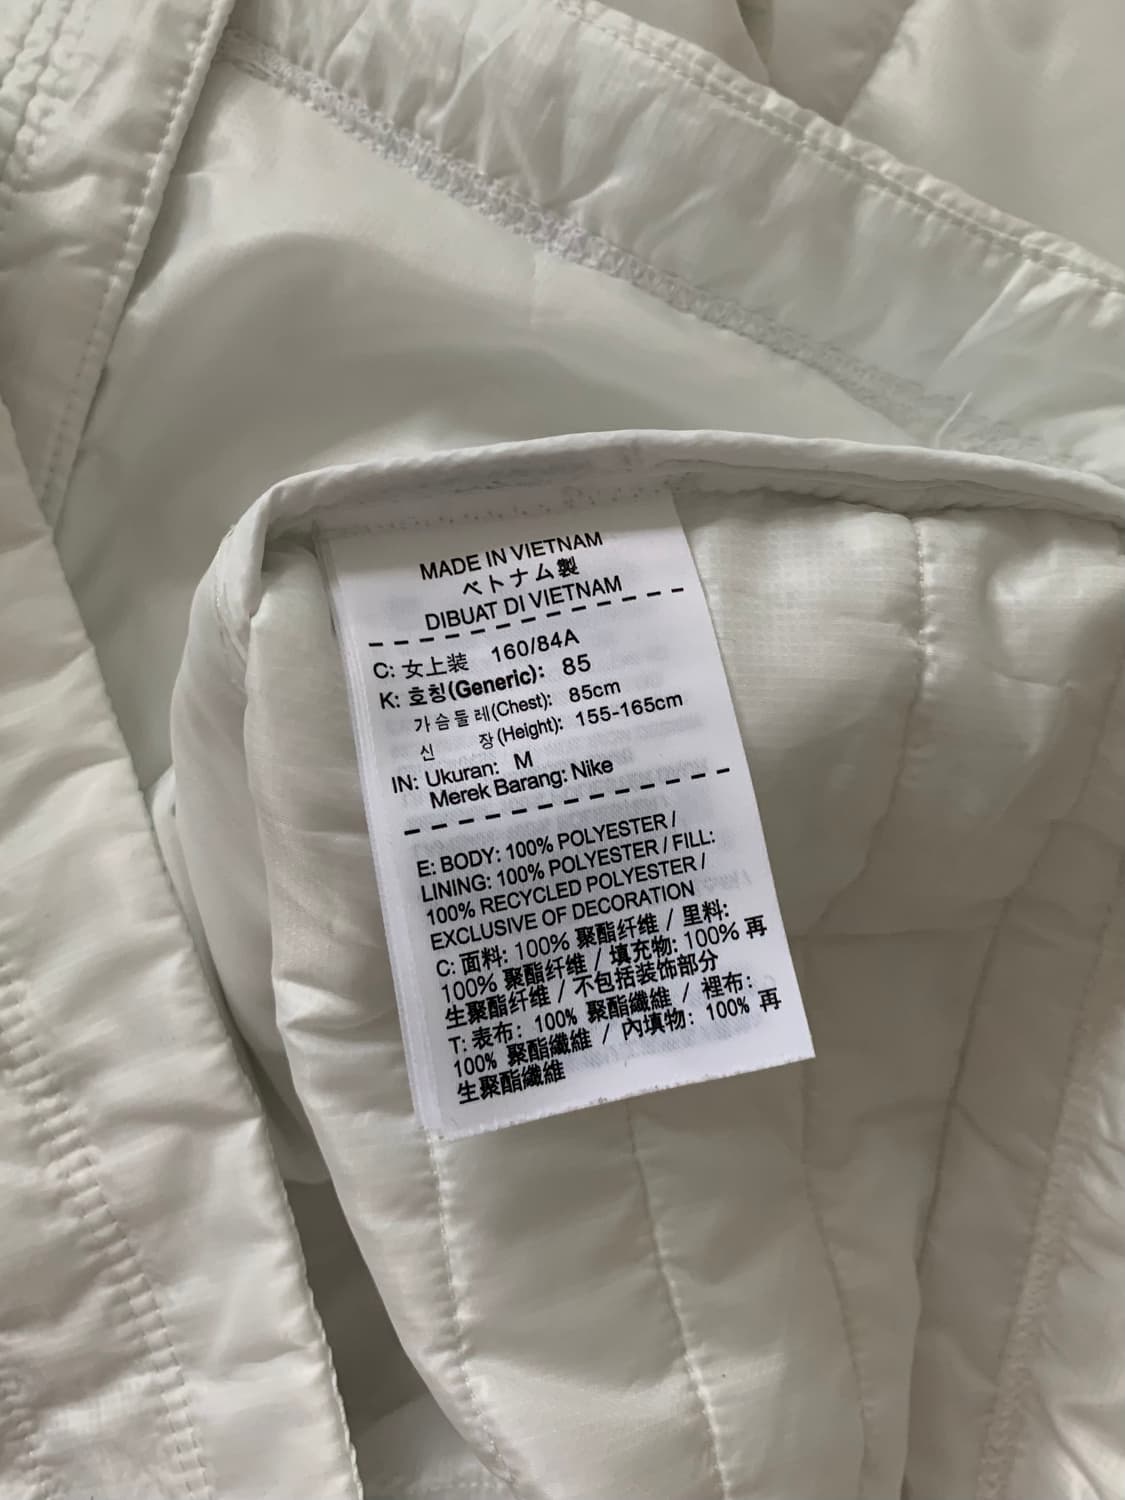 MADE IN VIETNAM
ベトナム製
DIBUAT DI VIETNAM
C: 女上装 160/84A
K: 호칭(Generic): 85
가슴둘레(Chest): 85cm
신 장(Height): 155-165cm
IN: Ukuran: M
Merek Barang: Nike
E: BODY: 100% POLYESTER /
LINING: 100% POLYESTER / FILL:
100% RECYCLED POLYESTER /
EXCLUSIVE OF DECORATION
C: 面料: 100% 聚酯纤维 / 里料:
100% 聚酯纤维 / 填充物: 100% 再
生聚酯纤维 / 不包括装饰部分
T: 表布: 100% 聚酯纖維 / 裡布:
100% 聚酯纖維 / 內填物: 100% 再
生聚酯纖維